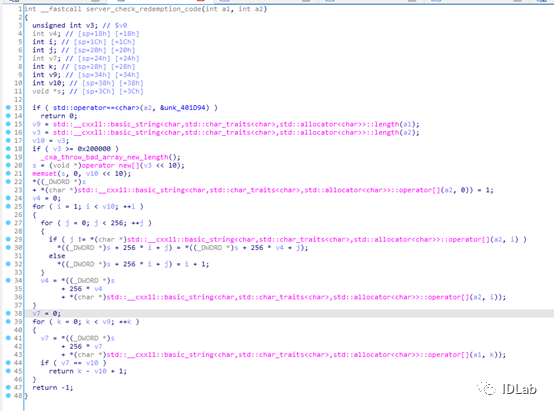 1 int __fastcall server_check_redemption_code(int a1, int a2)
2 {
3 unsigned int v3; // $v0
4 int v4; // [sp+18h] [+18h]
5 int i; // [sp+1Ch] [+1Ch]
6 int j; // [sp+20h] [+20h]
7 int v7; // [sp+24h] [+24h]
8 int k; // [sp+28h] [+28h]
9 int v9; // [sp+34h] [+34h]
10 int v10; // [sp+38h] [+38h]
11 void *s; // [sp+3Ch] [+3Ch]
12
13 if ( std::operator==<char>(a2, &unk_401D94) )
14 return 0;
15 v9 = std::__cxx11::basic_string<char,std::char_traits<char>,std::allocator<char>>::length(a1);
16 v3 = std::__cxx11::basic_string<char,std::char_traits<char>,std::allocator<char>>::length(a2);
17 v10 = v3;
18 if ( v3 >= 0x200000 )
19 _cxa_throw_bad_array_new_length();
20 s = (void *)operator new[](v3 << 10);
21 memset(s, 0, v10 << 10);
22 *((_DWORD *)s
23 + *(char *)std::__cxx11::basic_string<char,std::char_traits<char>,std::allocator<char>>::operator[](a2, 0)) = 1;
24 v4 = 0;
25 for ( i = 1; i < v10; ++i )
26 {
27 for ( j = 0; j < 256; ++j )
28 {
29 if ( j != *(char *)std::__cxx11::basic_string<char,std::char_traits<char>,std::allocator<char>>::operator[](a2, i) )
30 *((_DWORD *)s + 256 * i + j) = *((_DWORD *)s + 256 * v4 + j);
31 else
32 *((_DWORD *)s + 256 * i + j) = i + 1;
33 }
34 v4 = *((_DWORD *)s
35 + 256 * v4
36 + *(char *)std::__cxx11::basic_string<char,std::char_traits<char>,std::allocator<char>>::operator[](a2, i));
37 }
38 v7 = 0;
39 for ( k = 0; k < v9; ++k )
40 {
41 v7 = *((_DWORD *)s
42 + 256 * v7
43 + *(char *)std::__cxx11::basic_string<char,std::char_traits<char>,std::allocator<char>>::operator[](a1, k));
44 if ( v7 == v10 )
45 return k - v10 + 1;
46 }
47 return -1;
48 }
IDLab